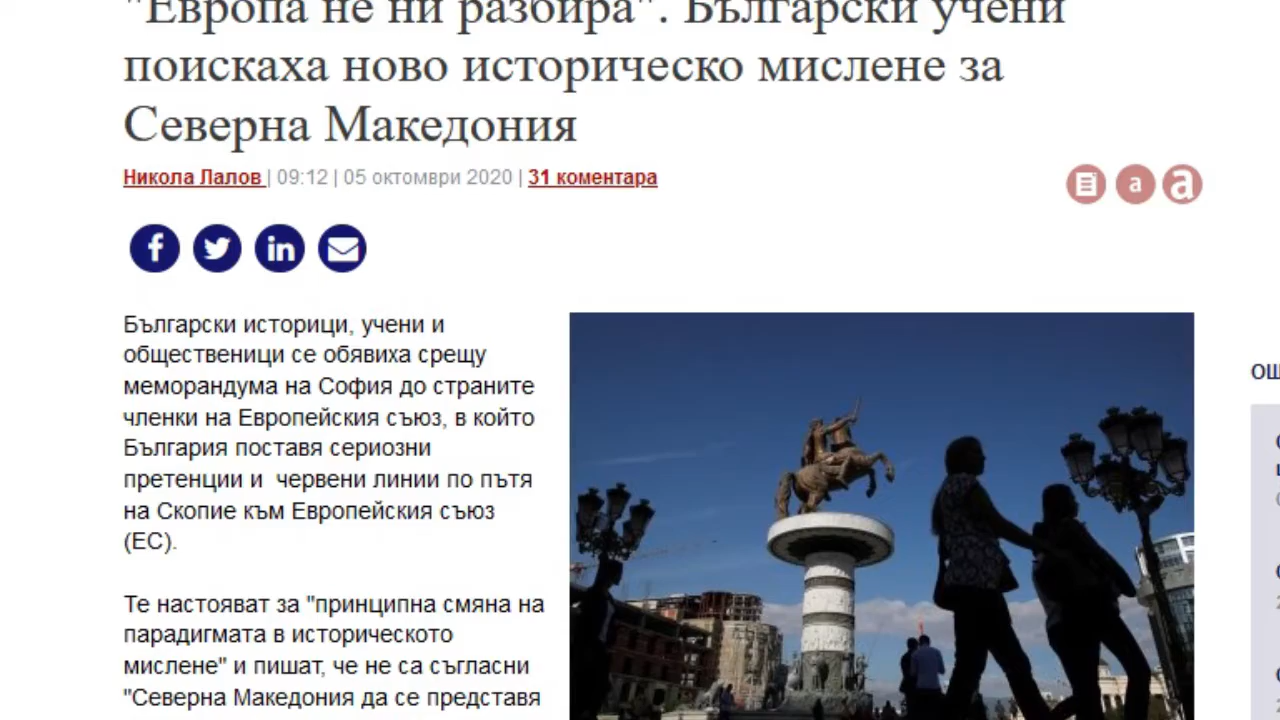 "Европа не ни разбира". Български учени
поискаха ново историческо мислене за
Северна Македония
Никола Лалов | 09:12 | 05 октомври 2020 | 31 коментара
a a
f in
Български историци, учени и
общественици се обявиха срещу
меморандума на София до страните
членки на Европейския съюз, в който
България поставя сериозни
претенции и червени линии по пътя
на Скопие към Европейския съюз
(ЕС).
Те настояват за "принципна смяна на
парадигмата в историческото
мислене" и пишат, че не са съгласни
"Северна Македония да се представя